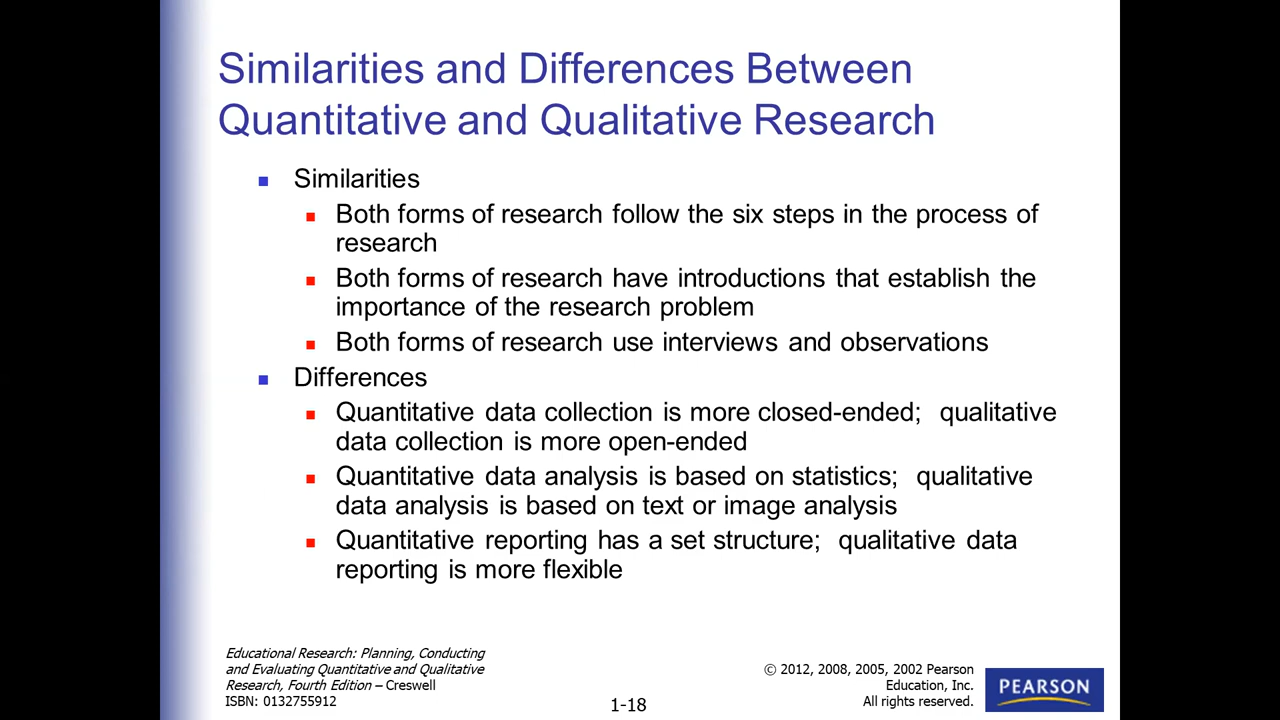 Similarities and Differences Between
Quantitative and Qualitative Research
Similarities
Both forms of research follow the six steps in the process of
research
Both forms of research have introductions that establish the
importance of the research problem
Both forms of research use interviews and observations
Differences
Quantitative data collection is more closed-ended; qualitative
data collection is more open-ended
Quantitative data analysis is based on statistics; qualitative
data analysis is based on text or image analysis
Quantitative reporting has a set structure; qualitative data
reporting is more flexible
Educational Research: Planning, Conducting
and Evaluating Quantitative and Qualitative
Research, Fourth Edition – Creswell
ISBN: 0132755912
1-18
© 2012, 2008, 2005, 2002 Pearson
Education, Inc.
All rights reserved.
PEARSON